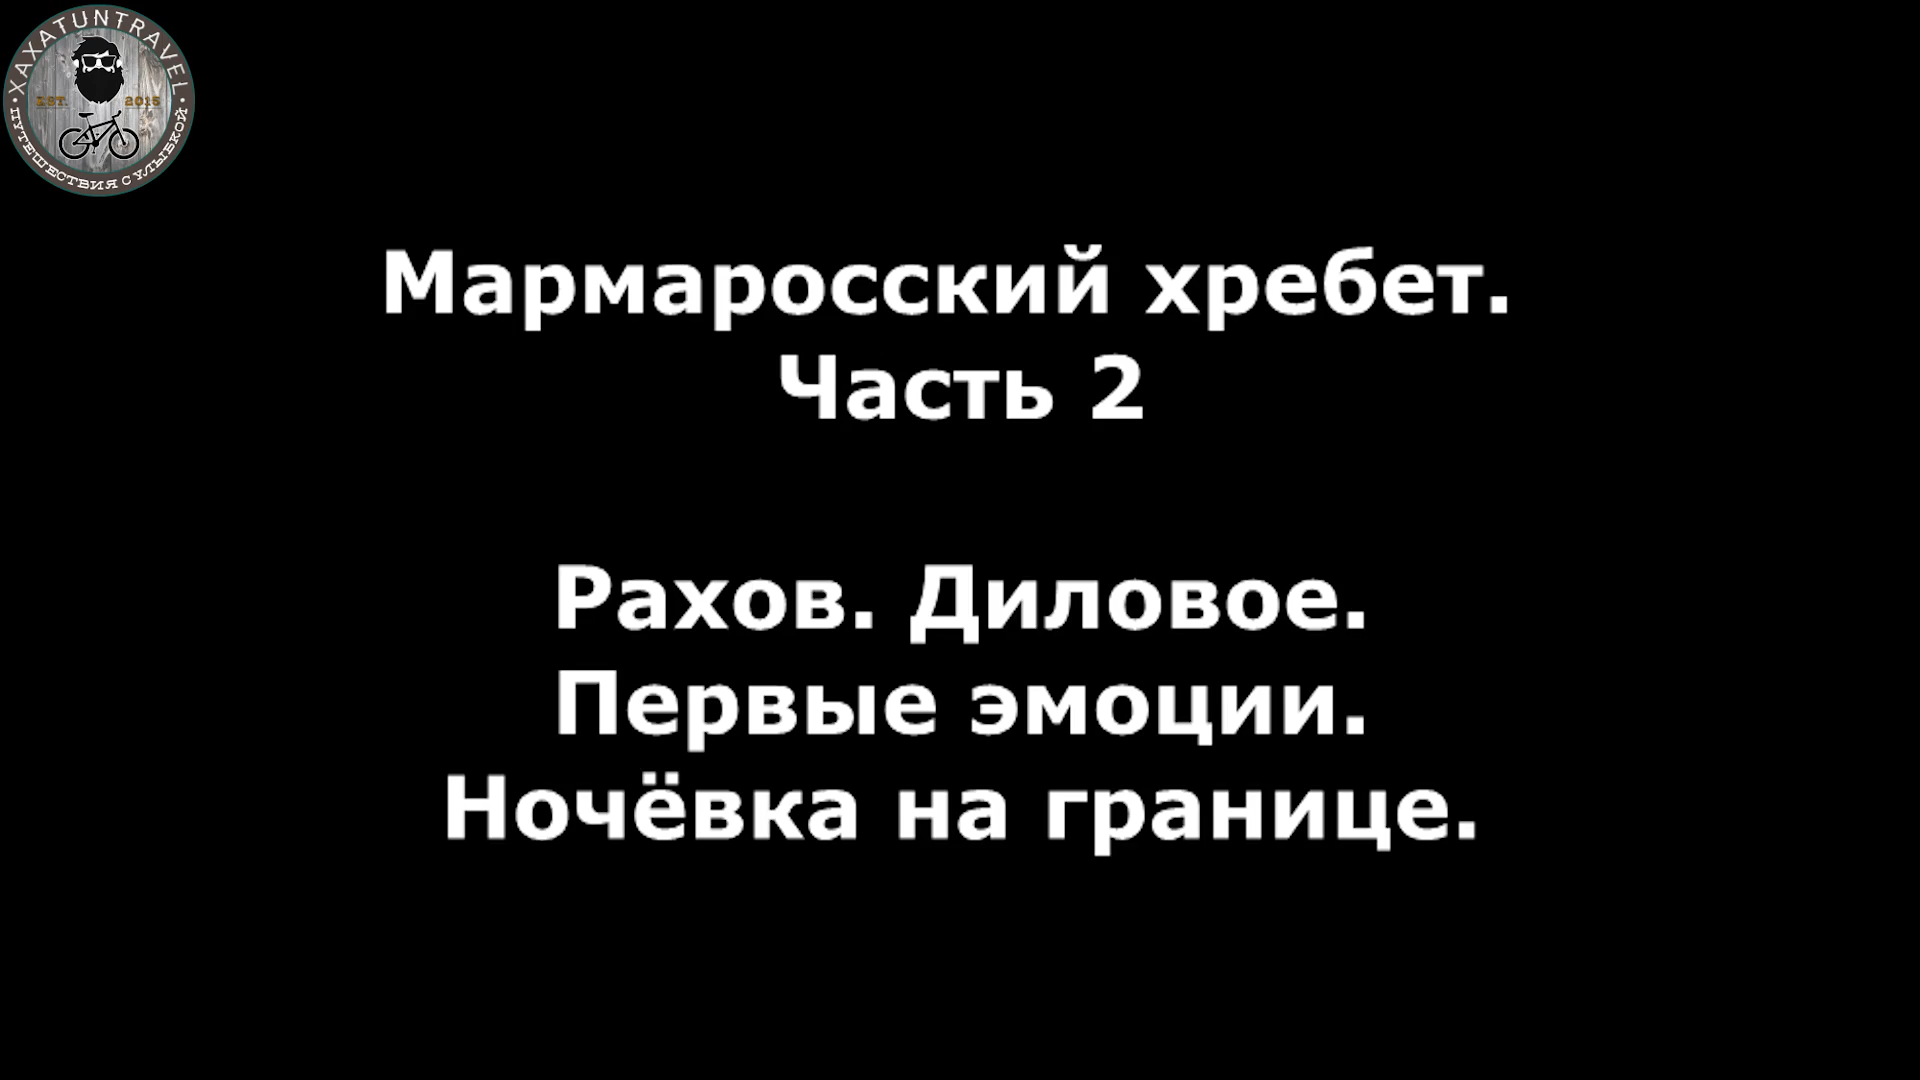 XAXATUNTRAVEL
EST. 2015
ПУТЕШЕСТВИЯ С УЛЫБКОЙ
Мармаросский хребет.
Часть 2
Рахов. Диловое.
Первые эмоции.
Ночёвка на границе.